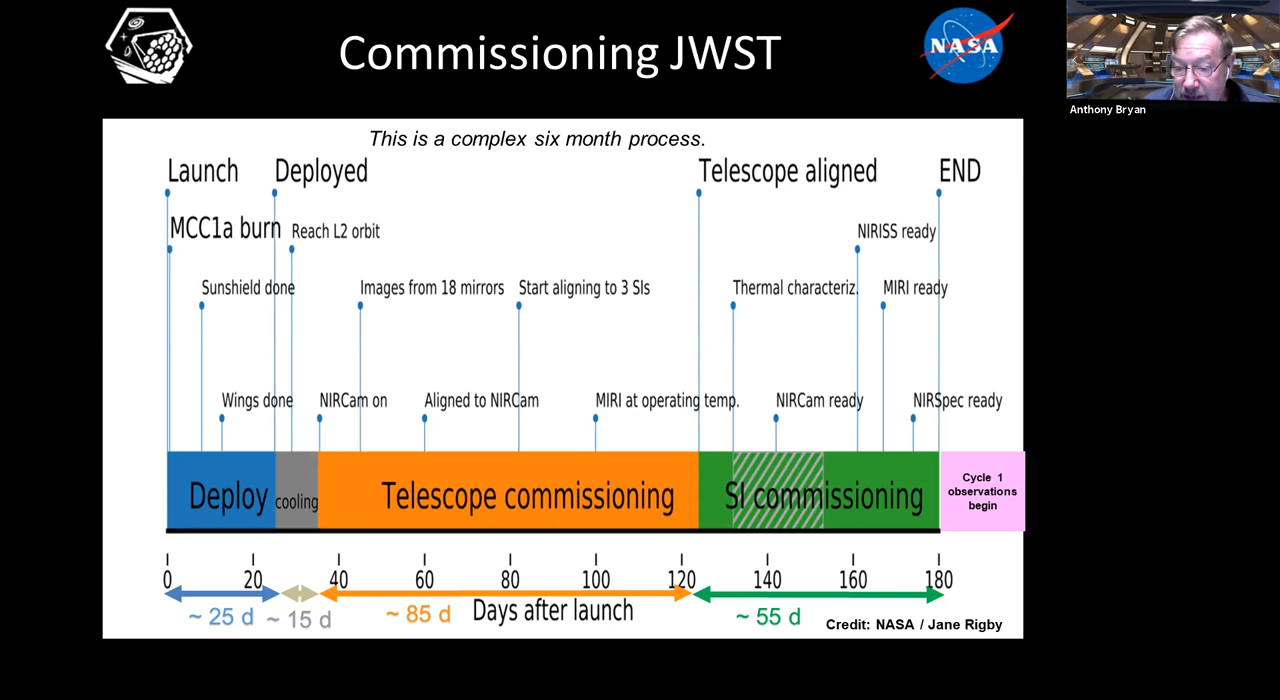 Commissioning JWST
NASA
Anthony Bryan
This is a complex six month process.
Launch
Deployed
Telescope aligned
END
MCC1a burn
Reach L2 orbit
NIRISS ready
Sunshield done
Images from 18 mirrors
Start aligning to 3 SIs
Thermal characteriz.
MIRI ready
Wings done
NIRCam on
Aligned to NIRCam
MIRI at operating temp.
NIRCam ready
NIRSpec ready
Deploy
cooling
Telescope commissioning
SI commissioning
Cycle 1
observations
begin
0 20 40 60 80 100 120 140 160 180
~ 25 d
~ 15 d
~ 85 d
Days after launch
~ 55 d
Credit: NASA / Jane Rigby